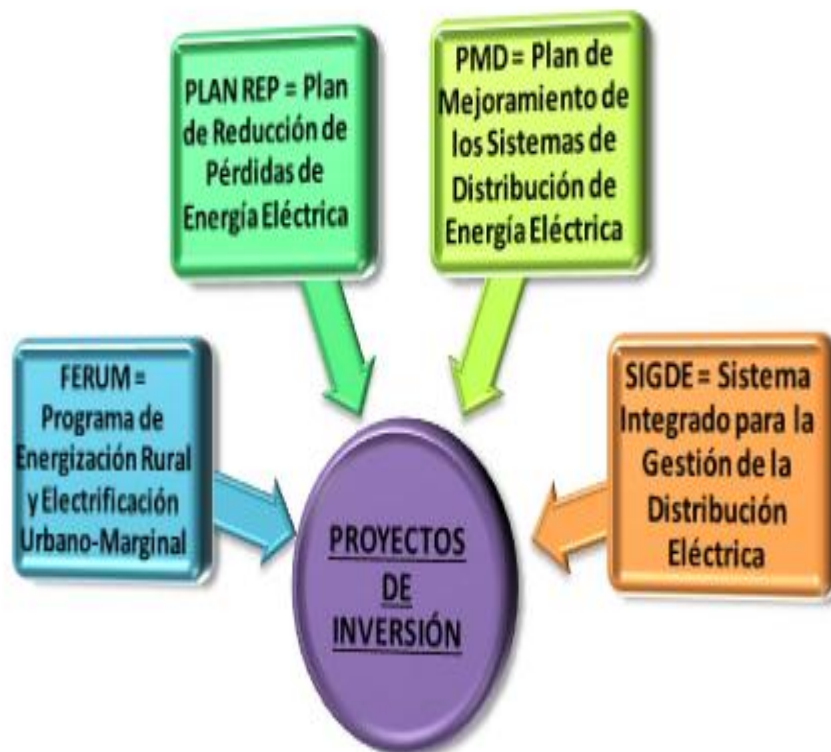 PLAN REP = Plan
de Reducción de
Pérdidas de
Energía Eléctrica
PMD = Plan de
Mejoramiento de
los Sistemas de
Distribución de
Energía Eléctrica
FERUM =
Programa de
Energización Rural
y Electrificación
Urbano-Marginal
SIGDE = Sistema
Integrado para la
Gestión de la
Distribución
Eléctrica
PROYECTOS
DE
INVERSIÓN